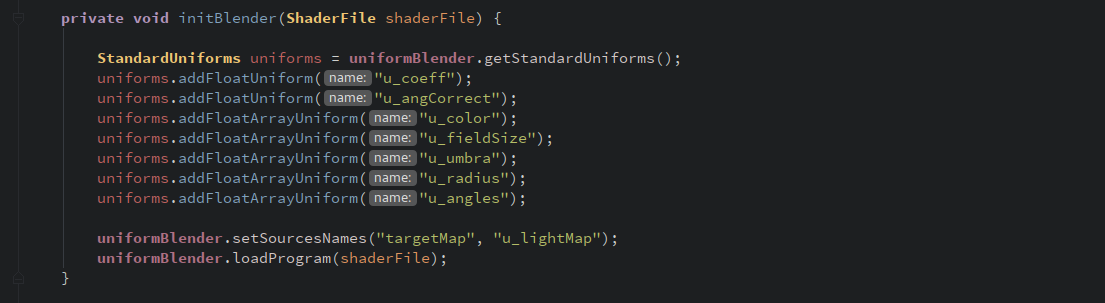 private void initBlender(ShaderFile shaderFile) {
StandardUniforms uniforms = uniformBlender.getStandardUniforms();
uniforms.addFloatUniform( name: "u_coeff");
uniforms.addFloatUniform( name: "u_angCorrect");
uniforms.addFloatArrayUniform( name: "u_color");
uniforms.addFloatArrayUniform( name: "u_fieldSize");
uniforms.addFloatArrayUniform( name: "u_umbra");
uniforms.addFloatArrayUniform( name: "u_radius");
uniforms.addFloatArrayUniform( name: "u_angles");
uniformBlender.setSourcesNames("targetMap", "u_lightMap");
uniformBlender.loadProgram(shaderFile);
}